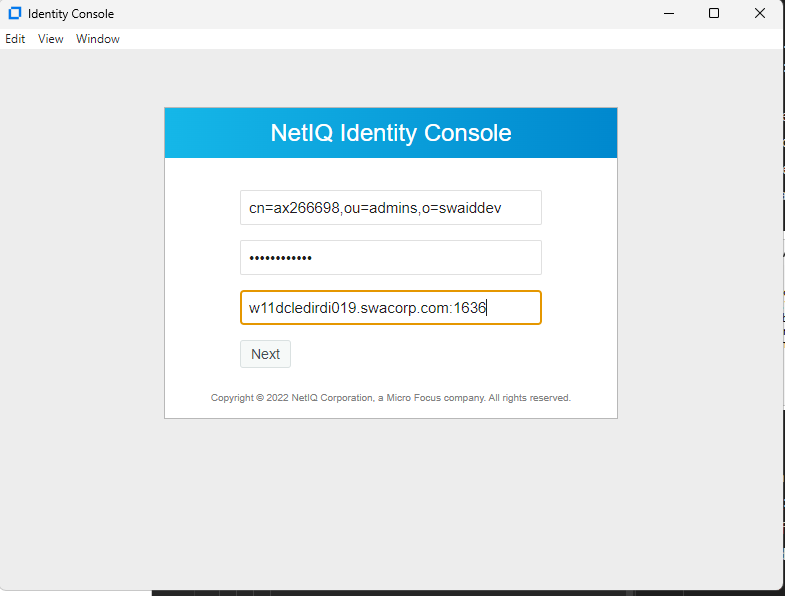 Identity Console
Edit View Window
NetIQ Identity Console
cn=ax266698,ou=admins,o=swaiddev
••••••••••••
w11dcledirdi019.swacorp.com:1636
Next
Copyright © 2022 NetIQ Corporation, a Micro Focus company. All rights reserved.